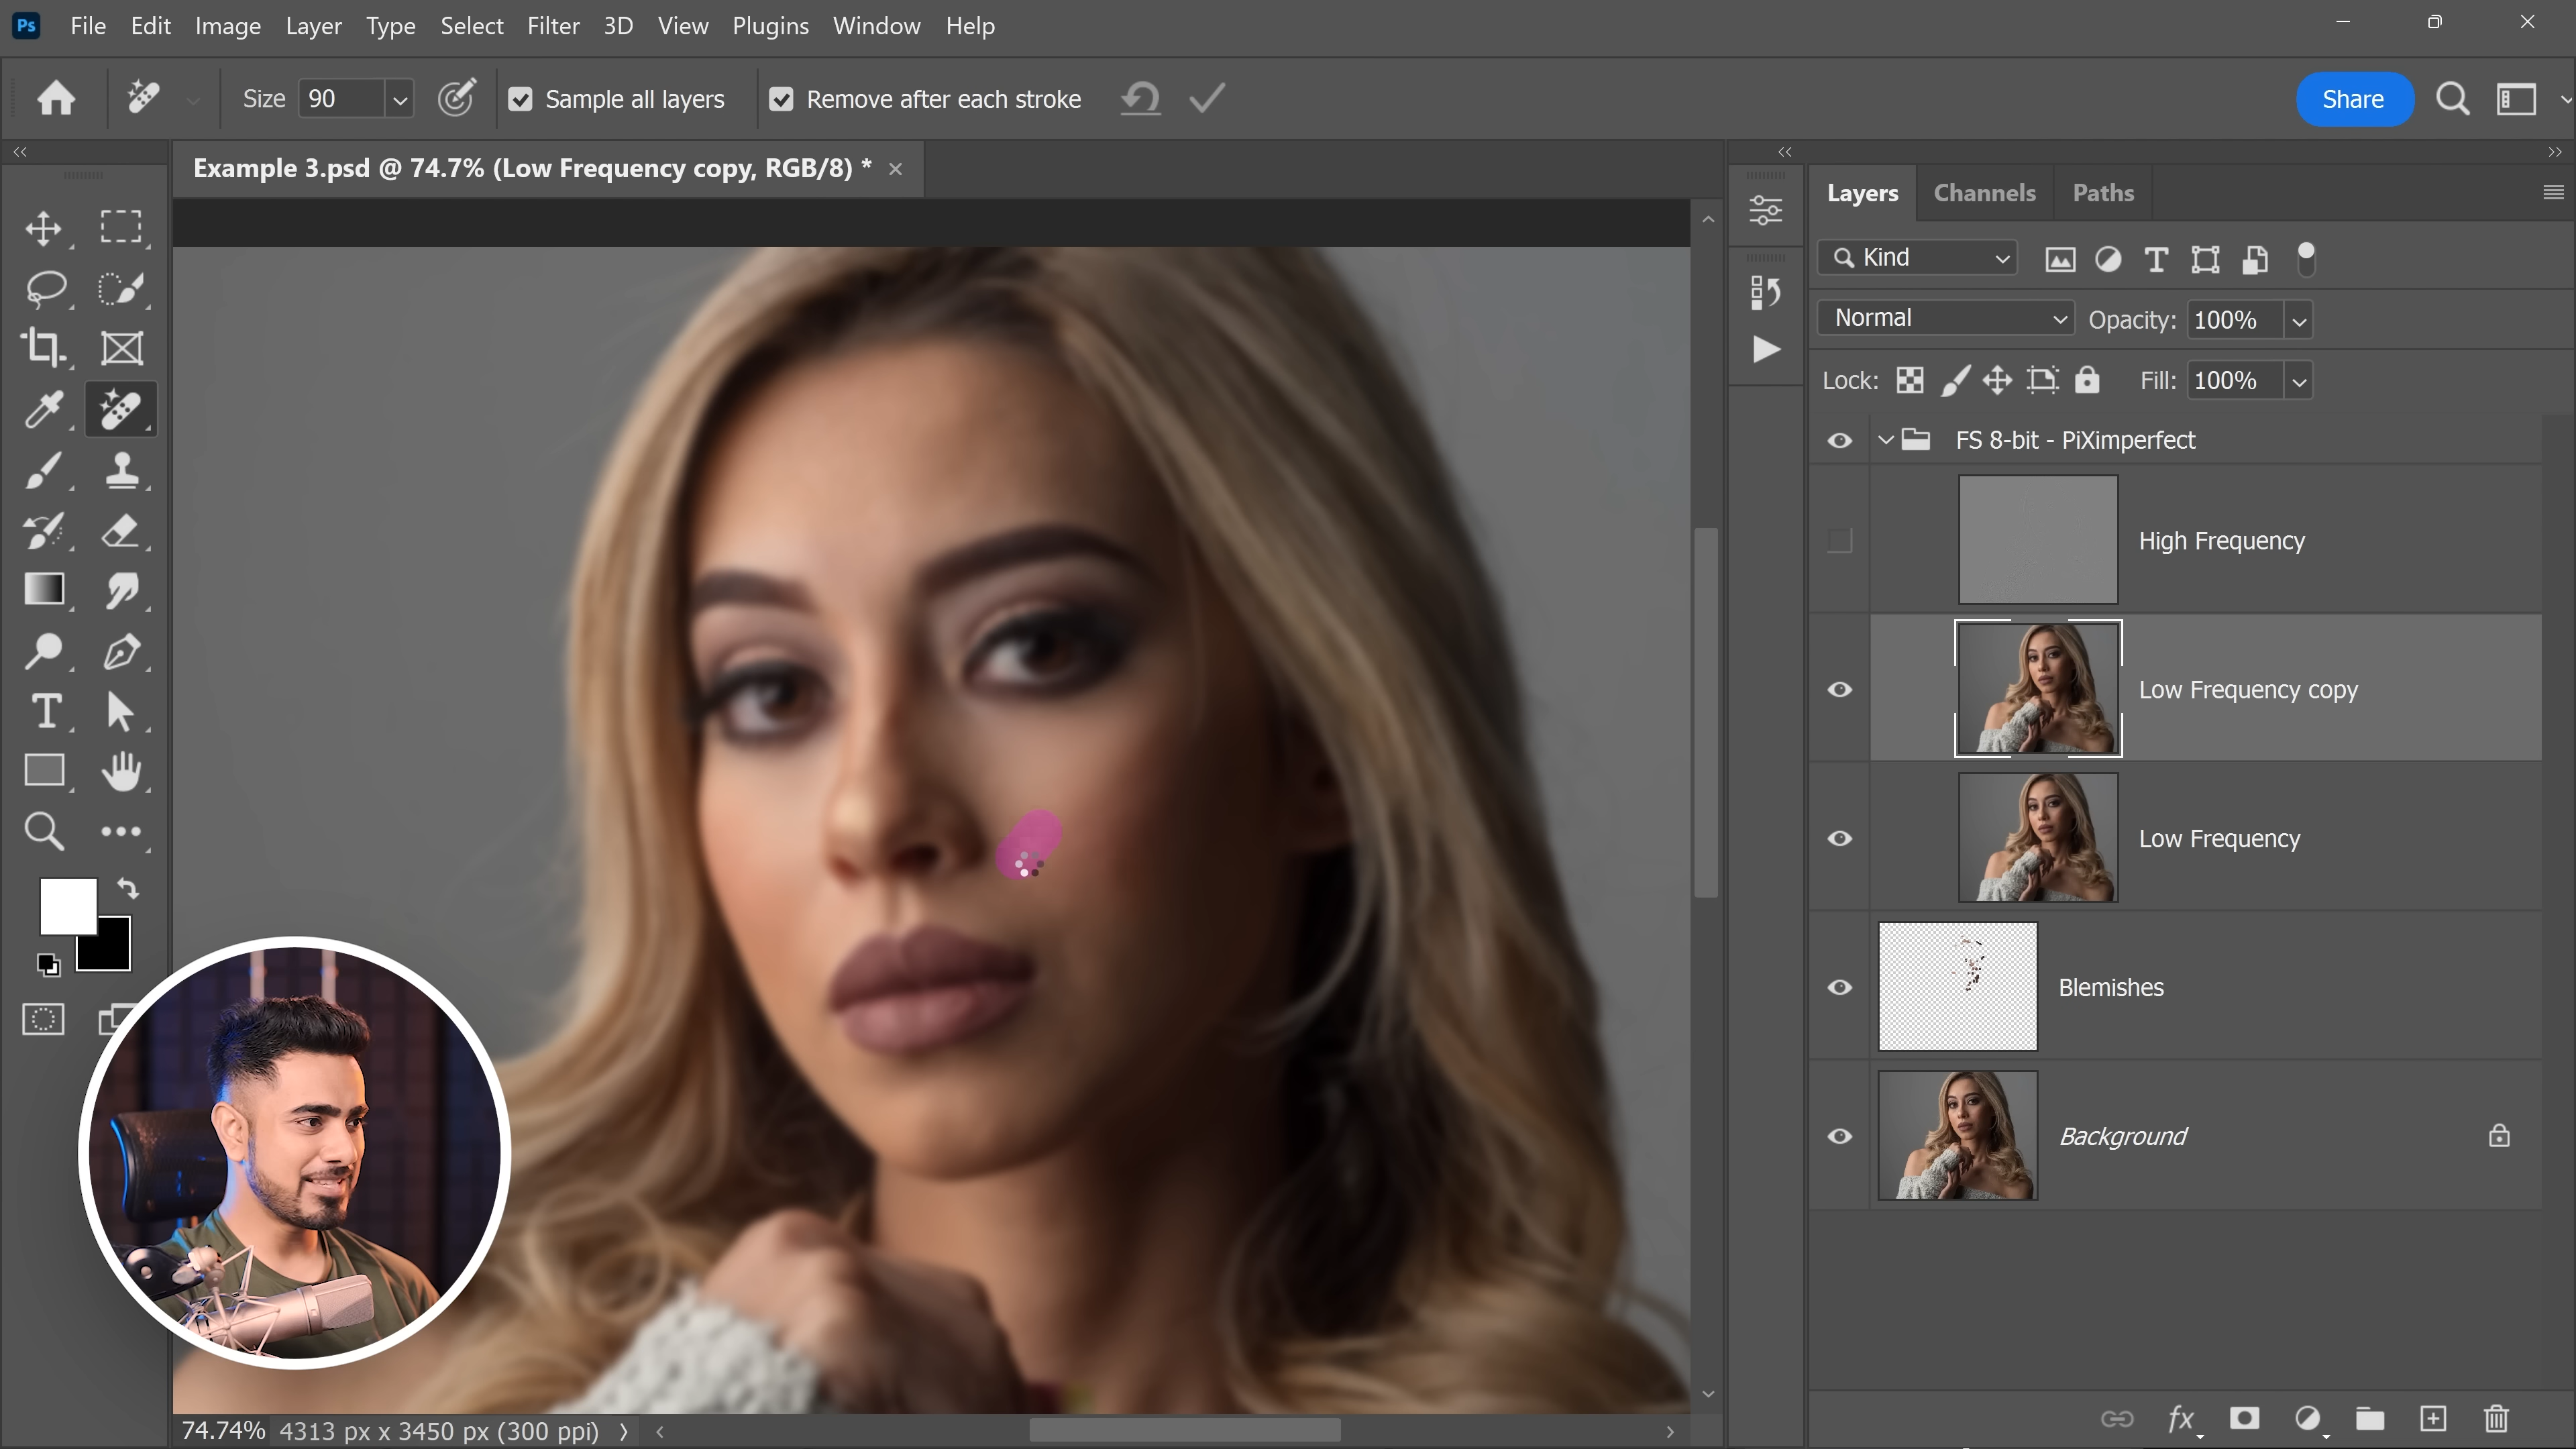 Ps File Edit Image Layer Type Select Filter 3D View Plugins Window Help
Size 90 Sample all layers Remove after each stroke Share
Example 3.psd @ 74.7% (Low Frequency copy, RGB/8) *
Layers Channels Paths
Kind
Normal Opacity: 100%
Lock: Fill: 100%
FS 8-bit - PiXimperfect
High Frequency
Low Frequency copy
Low Frequency
Blemishes
Background
74.74% 4313 px x 3450 px (300 ppi)
fx